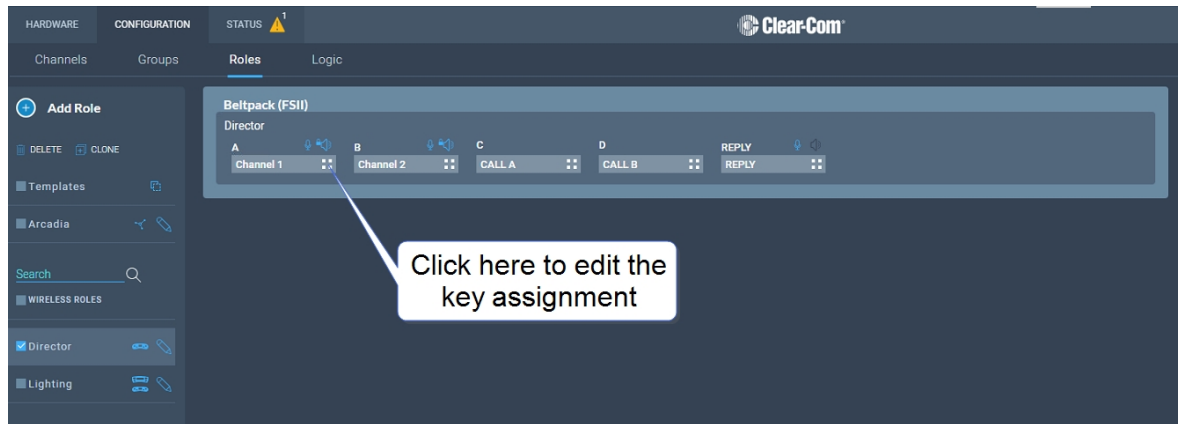 HARDWARE CONFIGURATION STATUS 1 Clear-Com
Channels Groups Roles Logic
Add Role
DELETE CLONE
Templates
Arcadia
Search
WIRELESS ROLES
Director
Lighting
Beltpack (FSII)
Director
A B C D REPLY
Channel 1 Channel 2 CALL A CALL B REPLY
Click here to edit the
key assignment